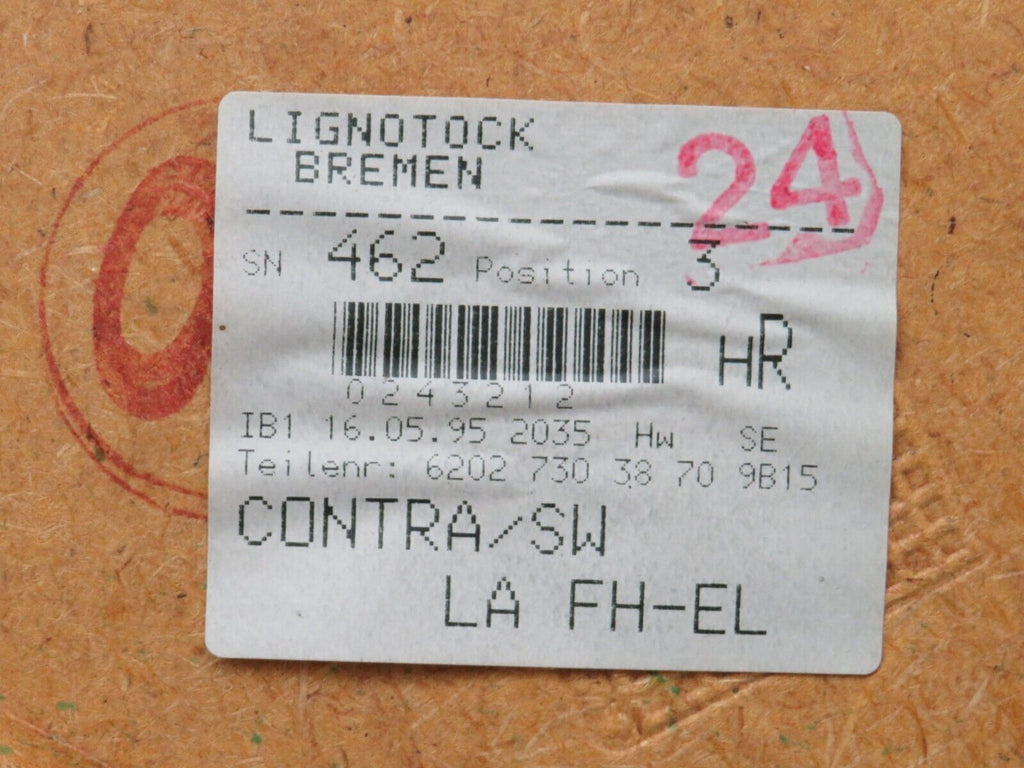 LIGNOTOCK
BREMEN
24
SN 462 Position 3
HR
0243212
IB1 16.05.95 2035 Hw SE
Teilenr: 6202 730 38 70 9B15
CONTRA/SW
LA FH-EL
0